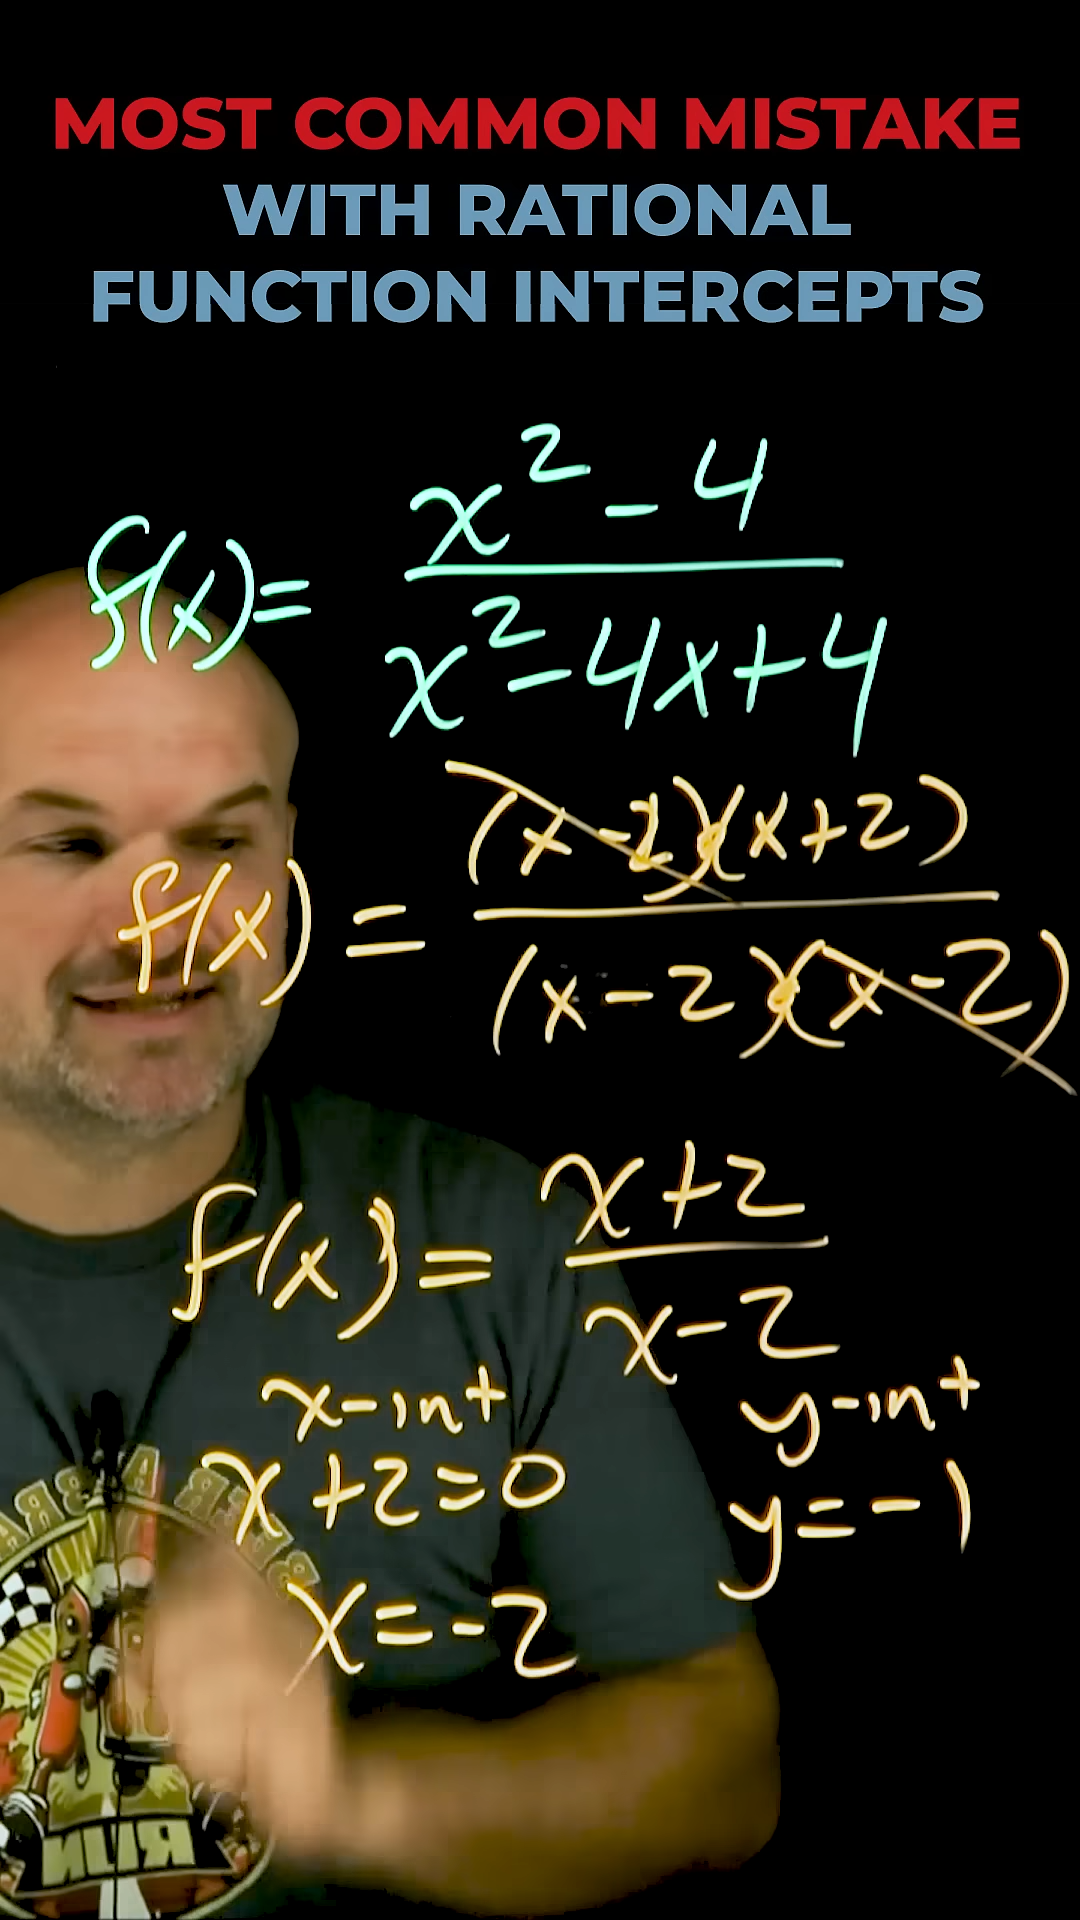 MOST COMMON MISTAKE
WITH RATIONAL
FUNCTION INTERCEPTS
x² - 4
f(x)=
x²-4x+4
(x-2)(x+2)
f(x) =
(x-2)(x-2)
x+2
f(x) =
x-2
x-int
y-int
x+2=0
y=-1
x=-2
RUN